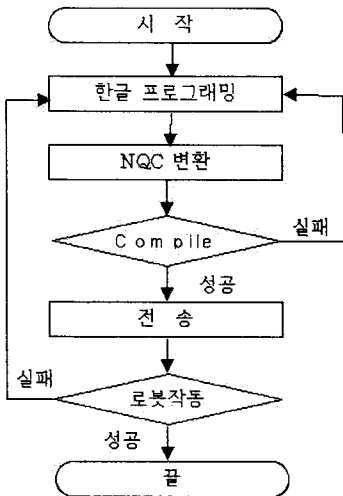 시 작
한글 프로그래밍
NQC 변환
Compile
실패
성공
전 송
실패
로봇작동
성공
끝